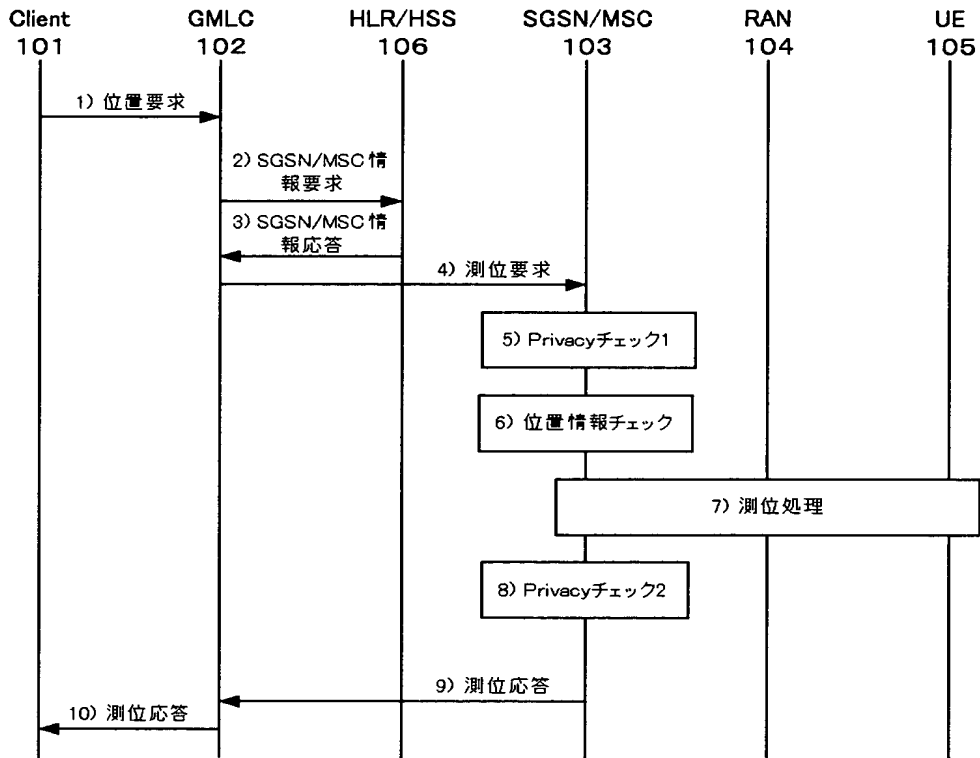 Client GMLC HLR/HSS SGSN/MSC RAN UE
101 102 106 103 104 105
1) 位置要求
2) SGSN/MSC 情
報要求
3) SGSN/MSC 情
報応答
4) 測位要求
5) Privacyチェック1
6) 位置情報チェック
7) 測位処理
8) Privacyチェック2
9) 測位応答
10) 測位応答